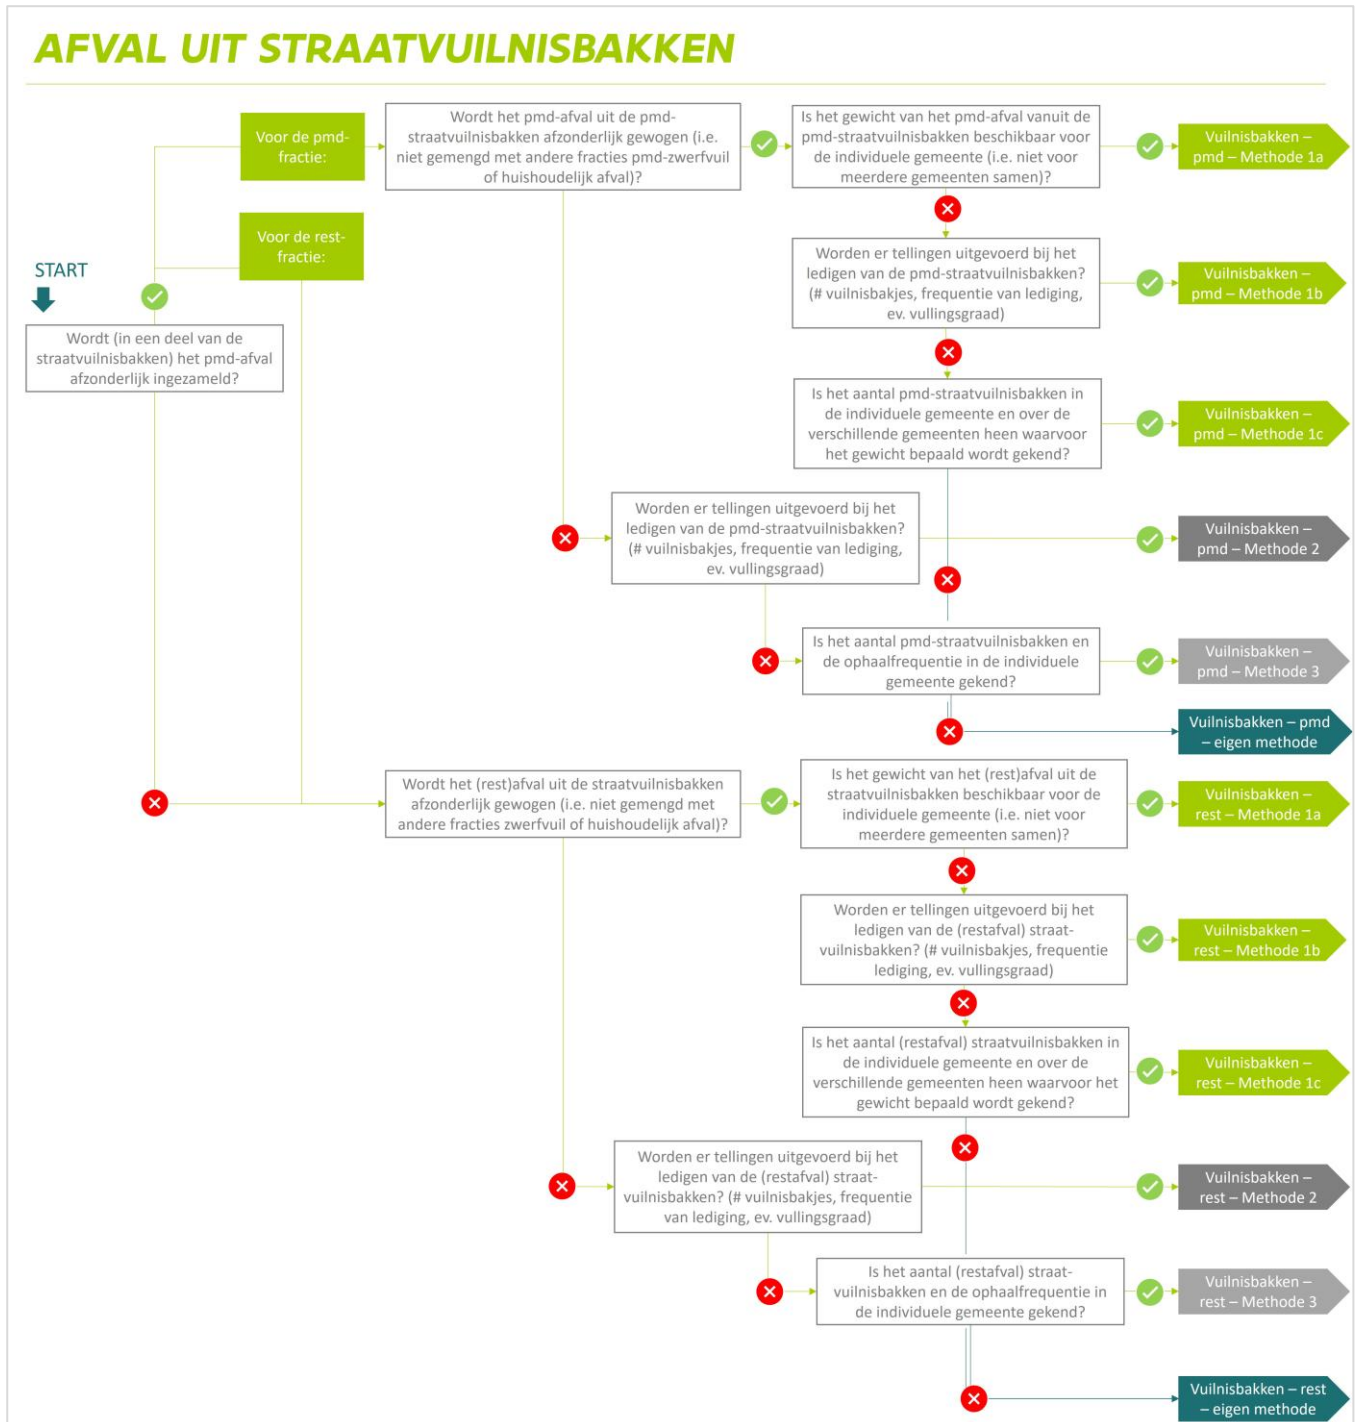 AFVAL UIT STRAATVUILNISBAKKEN
Voor de pmd-
fractie:
Wordt het pmd-afval uit de pmd-
straatvuilnisbakken afzonderlijk gewogen (i.e.
niet gemengd met andere fracties pmd-zwerfvuil
of huishoudelijk afval)?
Is het gewicht van het pmd-afval vanuit de
pmd-straatvuilnisbakken beschikbaar voor
de individuele gemeente (i.e. niet voor
meerdere gemeenten samen)?
Vuilnisbakken –
pmd – Methode 1a
Voor de rest-
fractie:
START
Wordt (in een deel van de
straatvuilnisbakken) het pmd-afval
afzonderlijk ingezameld?
Worden er tellingen uitgevoerd bij het
ledigen van de pmd-straatvuilnisbakken?
(# vuilnisbakjes, frequentie van lediging,
ev. vullingsgraad)
Vuilnisbakken –
pmd – Methode 1b
Is het aantal pmd-straatvuilnisbakken in
de individuele gemeente en over de
verschillende gemeenten heen waarvoor
het gewicht bepaald wordt gekend?
Vuilnisbakken –
pmd – Methode 1c
Worden er tellingen uitgevoerd bij het
ledigen van de pmd-straatvuilnisbakken?
(# vuilnisbakjes, frequentie van lediging,
ev. vullingsgraad)
Vuilnisbakken –
pmd – Methode 2
Is het aantal pmd-straatvuilnisbakken en
de ophaalfrequentie in de individuele
gemeente gekend?
Vuilnisbakken –
pmd – Methode 3
Vuilnisbakken – pmd
– eigen methode
Wordt het (rest)afval uit de straatvuilnisbakken
afzonderlijk gewogen (i.e. niet gemengd met
andere fracties zwerfvuil of huishoudelijk afval)?
Is het gewicht van het (rest)afval uit de
straatvuilnisbakken beschikbaar voor de
individuele gemeente (i.e. niet voor
meerdere gemeenten samen)?
Vuilnisbakken –
rest – Methode 1a
Worden er tellingen uitgevoerd bij het
ledigen van de (restafval) straat-
vuilnisbakken? (# vuilnisbakjes, frequentie
lediging, ev. vullingsgraad)
Vuilnisbakken –
rest – Methode 1b
Is het aantal (restafval) straatvuilnisbakken in
de individuele gemeente en over de
verschillende gemeenten heen waarvoor het
gewicht bepaald wordt gekend?
Vuilnisbakken –
rest – Methode 1c
Worden er tellingen uitgevoerd bij het
ledigen van de (restafval) straat-
vuilnisbakken? (# vuilnisbakjes, frequentie
van lediging, ev. vullingsgraad)
Vuilnisbakken –
rest – Methode 2
Is het aantal (restafval) straat-
vuilnisbakken en de ophaalfrequentie in
de individuele gemeente gekend?
Vuilnisbakken –
rest – Methode 3
Vuilnisbakken – rest
– eigen methode